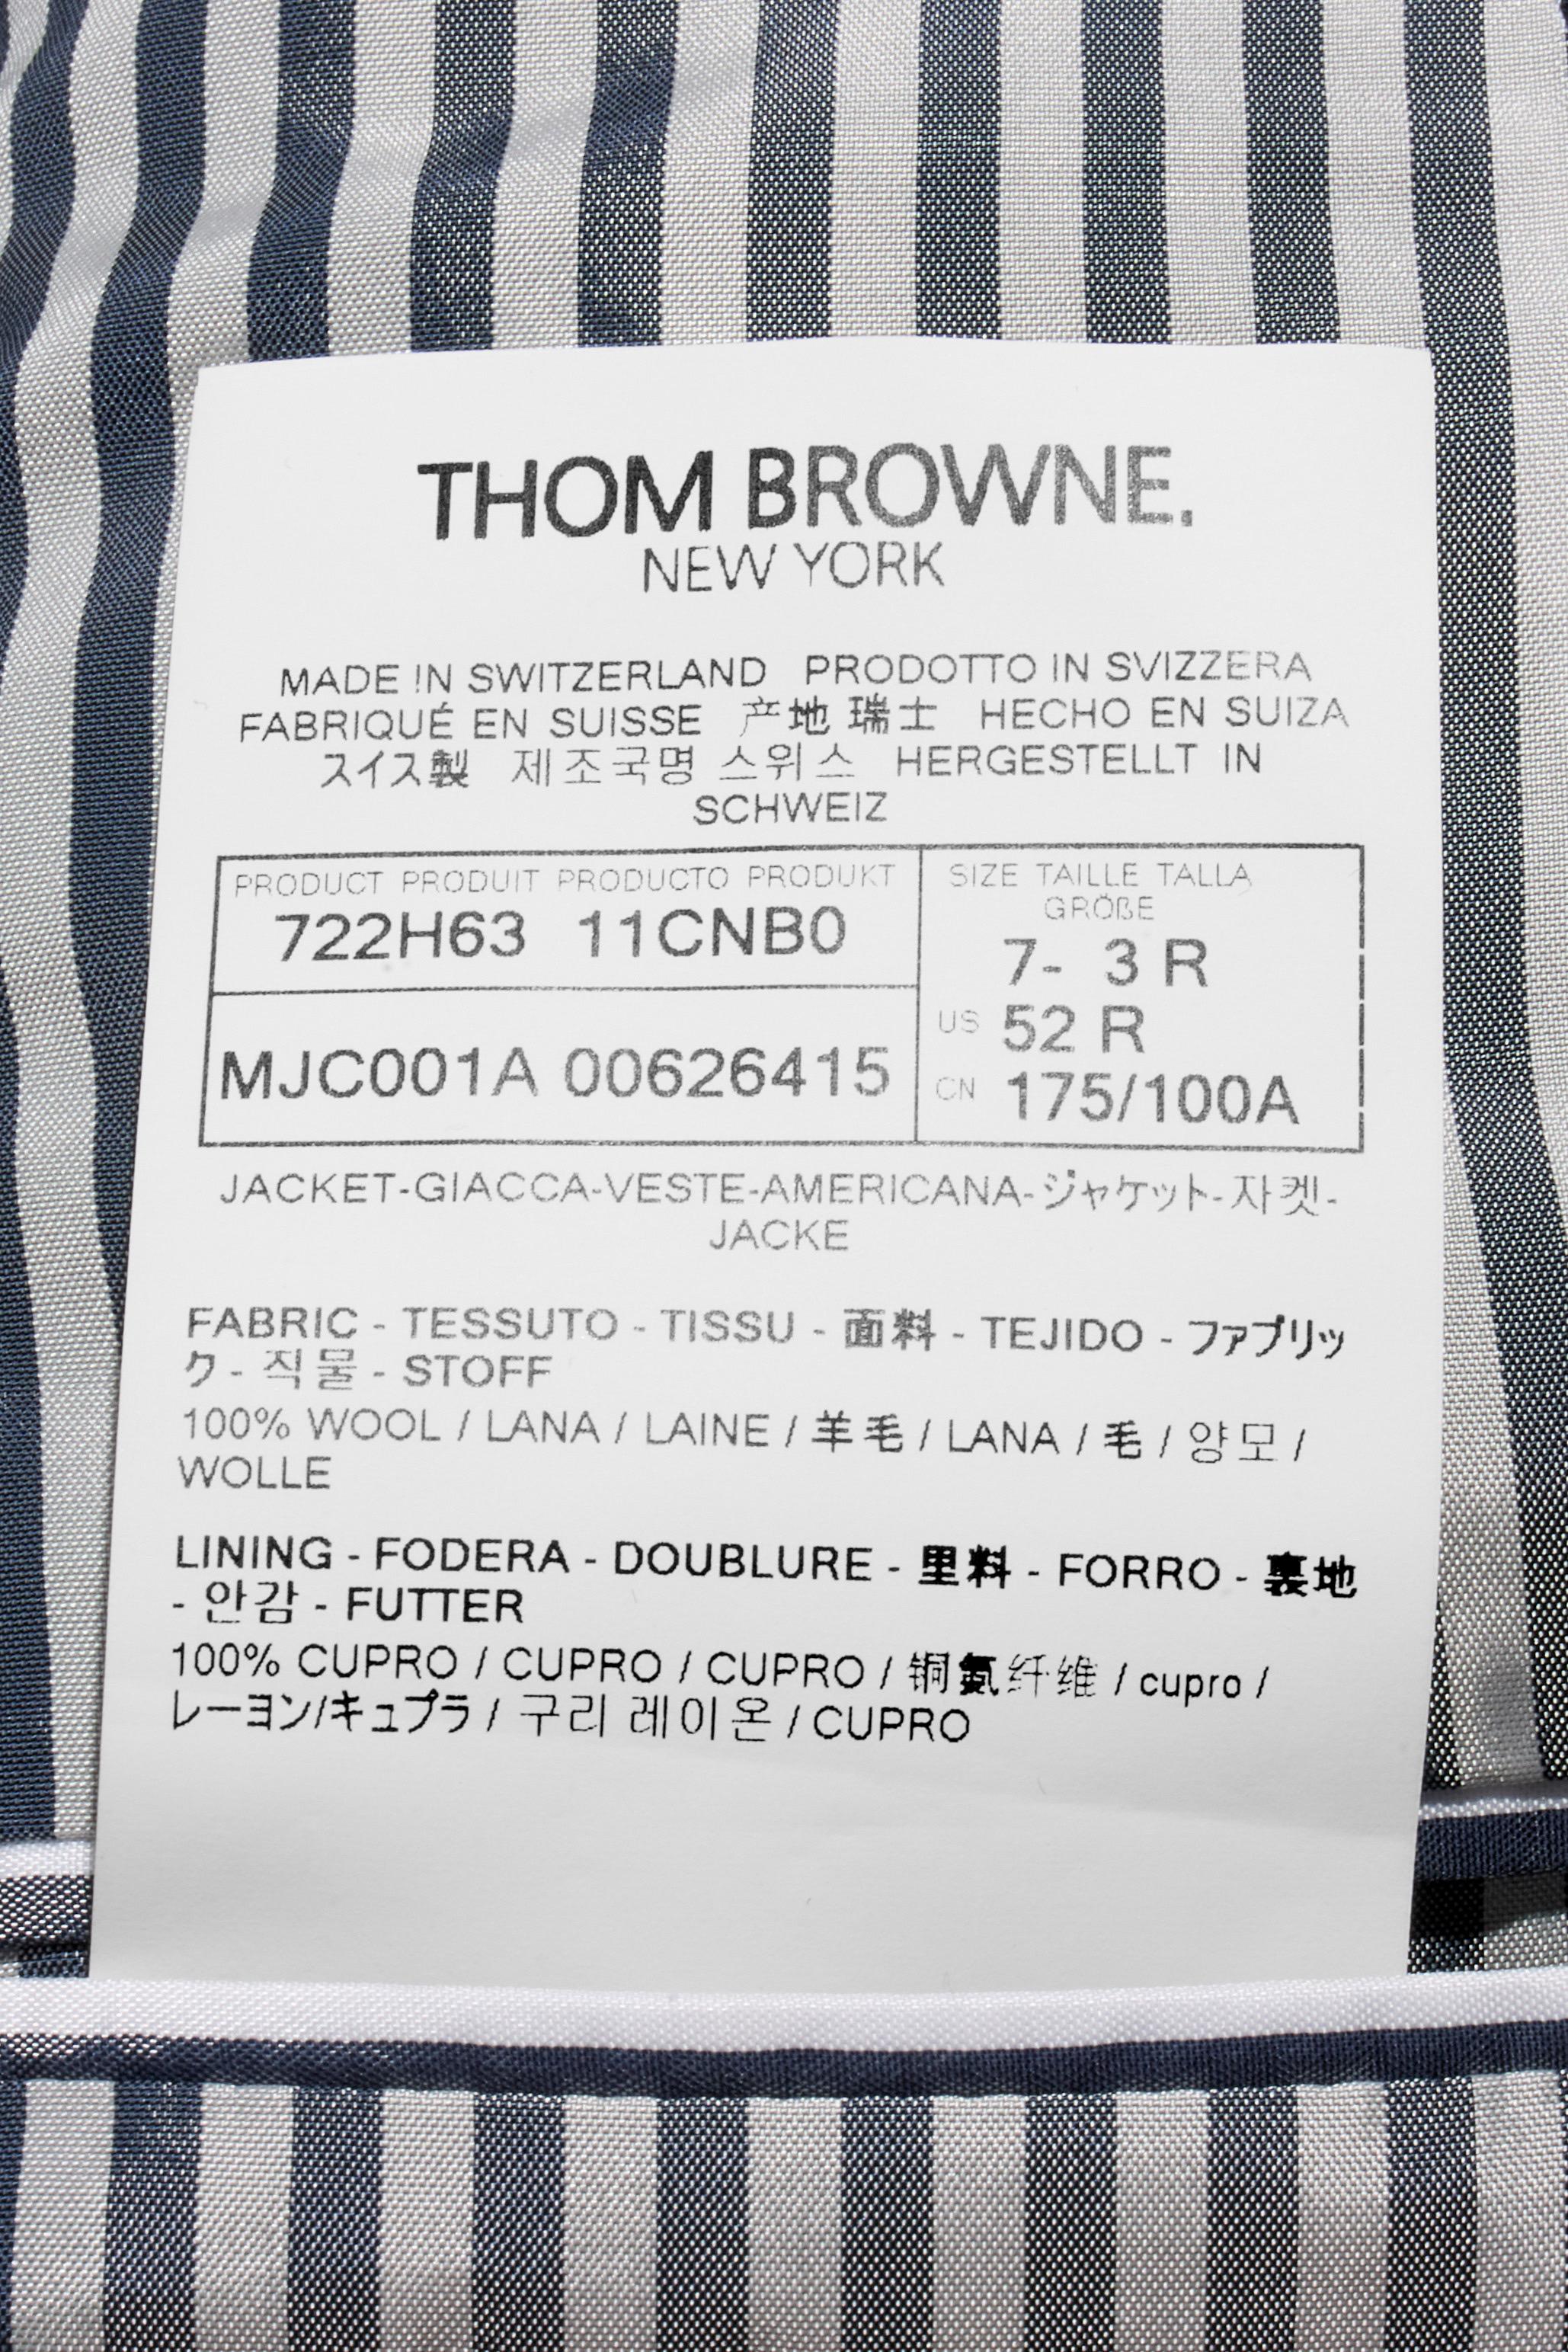 THOM BROWNE.
NEW YORK
MADE IN SWITZERLAND PRODOTTO IN SVIZZERA
FABRIQUÉ EN SUISSE 产地 瑞士 HECHO EN SUIZA
スイス製 제조국명 스위스 HERGESTELLT IN
SCHWEIZ
PRODUCT PRODUIT PRODUCTO PRODUKT
722H63 11CNB0
MJC001A 00626415
SIZE TAILLE TALLA
GRÖßE
7- 3 R
US 52 R
CN 175/100A
JACKET-GIACCA-VESTE-AMERICANA-ジャケット-자켓-
JACKE
FABRIC - TESSUTO - TISSU - 面料 - TEJIDO - ファブリッ
ク - 직물 - STOFF
100% WOOL / LANA / LAINE / 羊毛 / LANA / 毛 / 양모 /
WOLLE
LINING - FODERA - DOUBLURE - 里料 - FORRO - 裏地
- 안감 - FUTTER
100% CUPRO / CUPRO / CUPRO / 铜氨纤维 / cupro /
レーヨン/キュプラ / 구리 레이온 / CUPRO